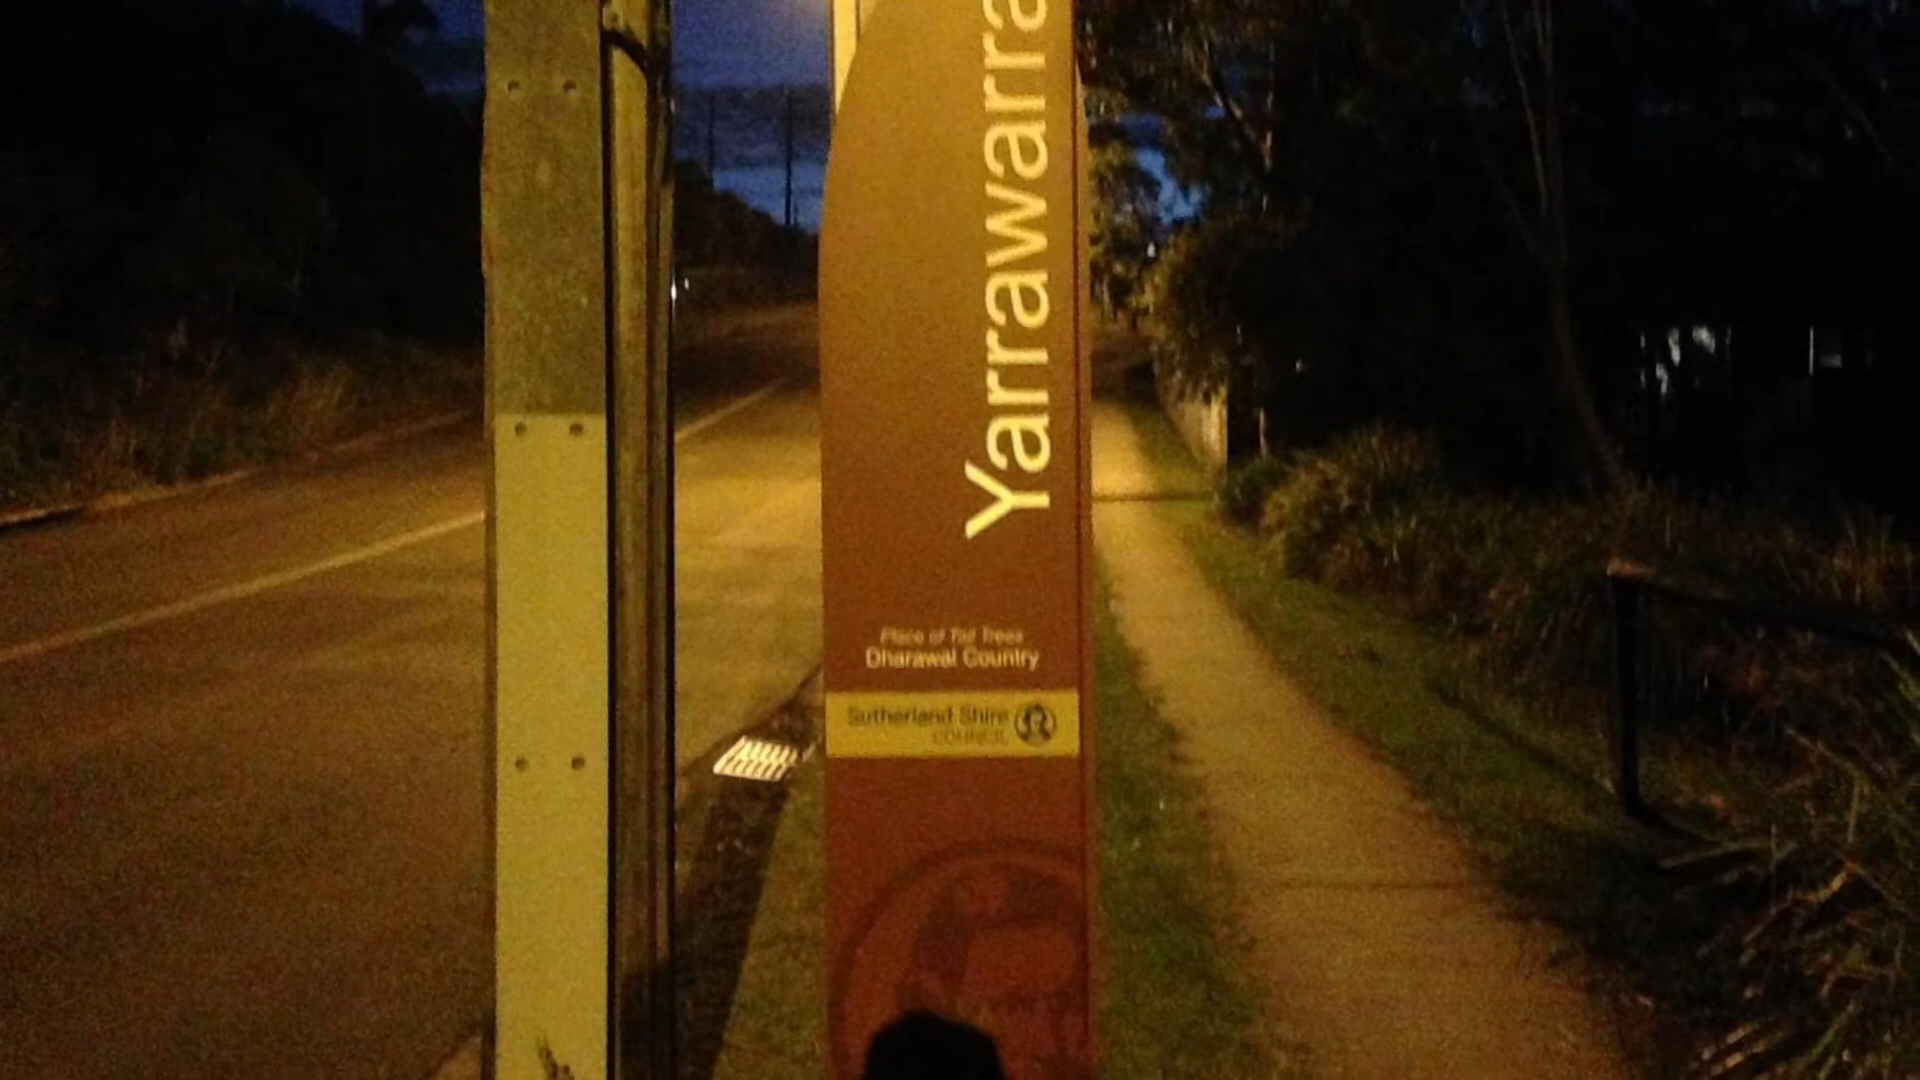 Yarrawarra
Place of Tall Trees
Dharawal Country
Sutherland Shire
COUNCIL